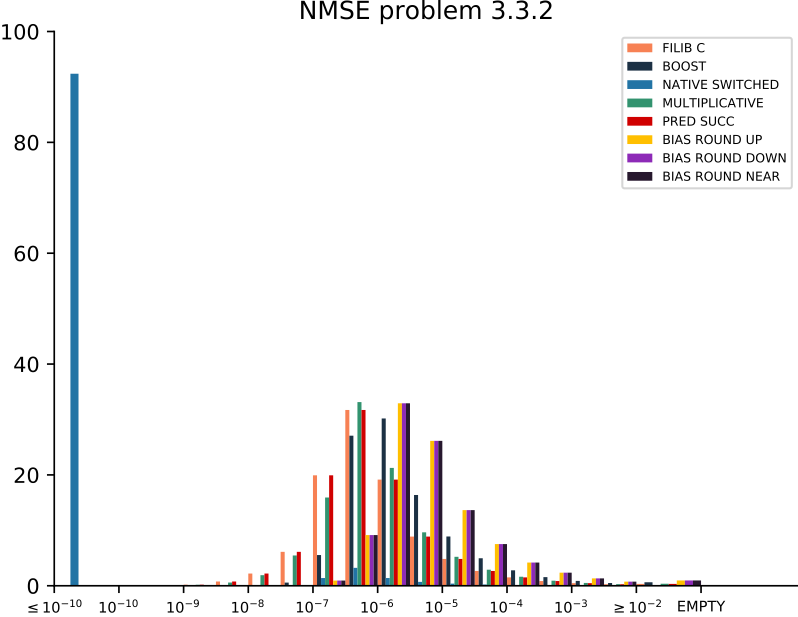 NMSE problem 3.3.2
100
80
60
40
20
0
FILIB C
BOOST
NATIVE SWITCHED
MULTIPLICATIVE
PRED SUCC
BIAS ROUND UP
BIAS ROUND DOWN
BIAS ROUND NEAR
≤ 10⁻¹⁰ 10⁻¹⁰ 10⁻⁹ 10⁻⁸ 10⁻⁷ 10⁻⁶ 10⁻⁵ 10⁻⁴ 10⁻³ ≥ 10⁻² EMPTY